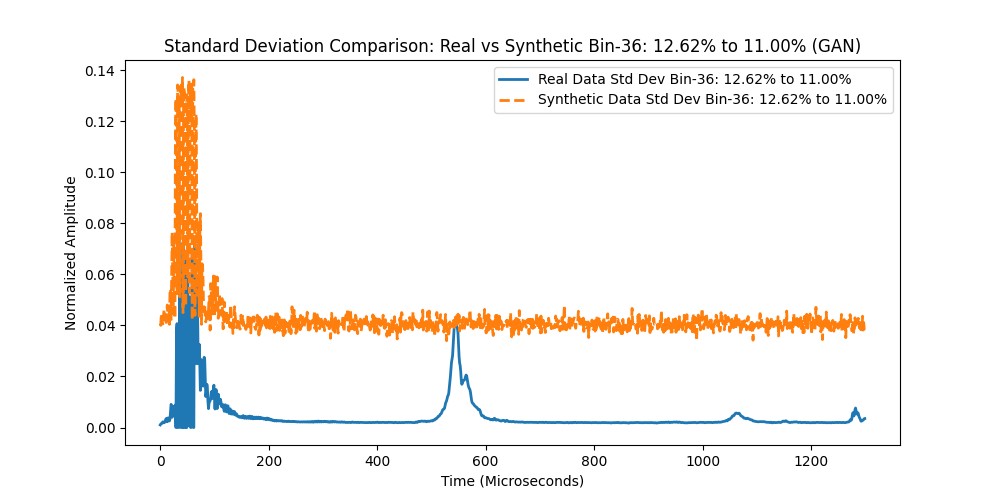 Standard Deviation Comparison: Real vs Synthetic Bin-36: 12.62% to 11.00% (GAN)
Real Data Std Dev Bin-36: 12.62% to 11.00%
Synthetic Data Std Dev Bin-36: 12.62% to 11.00%
Normalized Amplitude
0.14
0.12
0.10
0.08
0.06
0.04
0.02
0.00
0 200 400 600 800 1000 1200
Time (Microseconds)